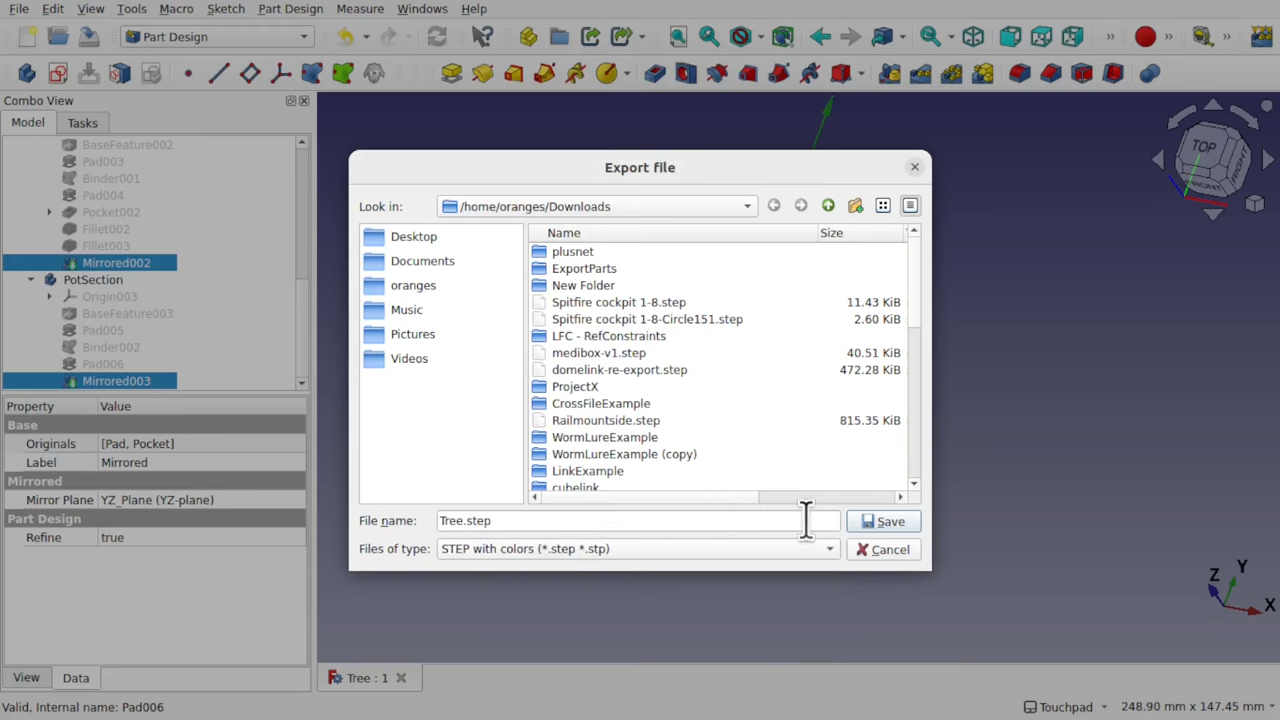 File Edit View Tools Macro Sketch Part Design Measure Windows Help
Part Design
Combo View
Model Tasks
BaseFeature002
Pad003
Binder001
Pad004
Pocket002
Fillet002
Fillet003
Mirrored002
PotSection
Origin003
BaseFeature003
Pad005
Binder002
Pad006
Mirrored003
Property Value
Base
Originals [Pad, Pocket]
Label Mirrored
Mirrored
Mirror Plane YZ_Plane (YZ-plane)
Part Design
Refine true
View Data
Valid, Internal name: Pad006
Export file
Look in: /home/oranges/Downloads
Desktop
Documents
oranges
Music
Pictures
Videos
Name Size
plusnet
ExportParts
New Folder
Spitfire cockpit 1-8.step 11.43 KiB
Spitfire cockpit 1-8-Circle151.step 2.60 KiB
LFC - RefConstraints
medibox-v1.step 40.51 KiB
domelink-re-export.step 472.28 KiB
ProjectX
CrossFileExample
Railmountside.step 815.35 KiB
WormLureExample
WormLureExample (copy)
LinkExample
cubelink
File name: Tree.step Save
Files of type: STEP with colors (*.step *.stp) Cancel
TOP
RIGHT
Z Y
X
Tree : 1
Touchpad 248.90 mm x 147.45 mm